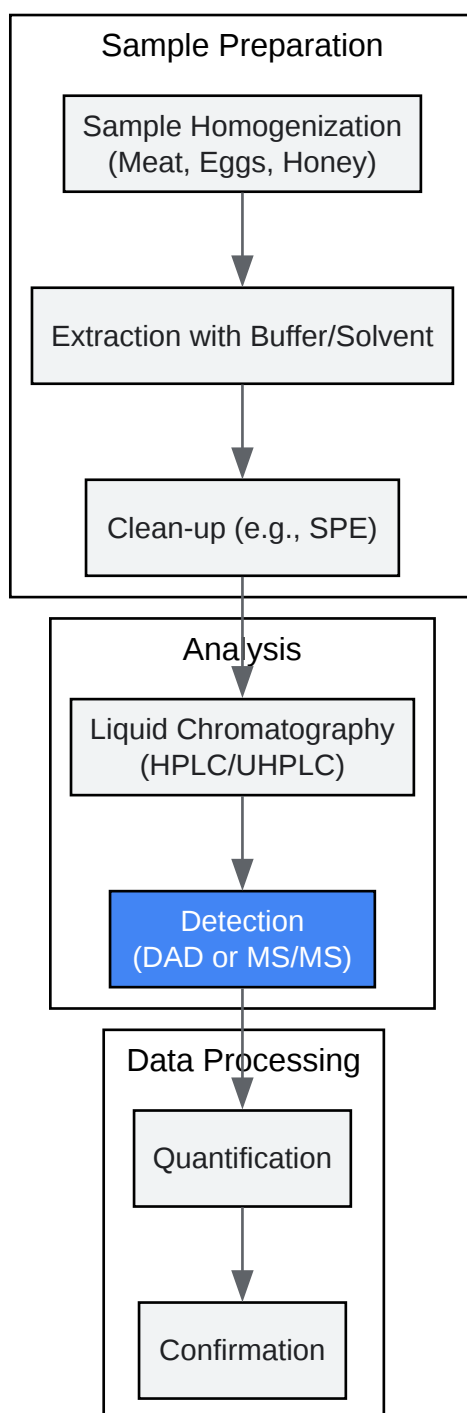 Sample Preparation
Sample Homogenization
(Meat, Eggs, Honey)
Extraction with Buffer/Solvent
Clean-up (e.g., SPE)
Analysis
Liquid Chromatography
(HPLC/UHPLC)
Detection
(DAD or MS/MS)
Data Processing
Quantification
Confirmation